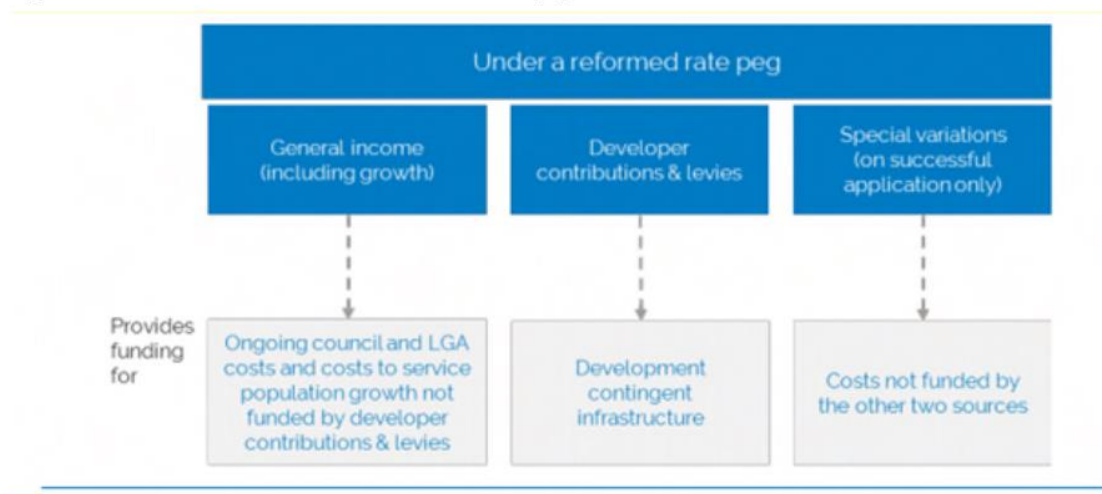 Under a reformed rate peg
General income
(including growth)
Developer
contributions & levies
Special variations
(on successful
application only)
Provides
funding
for
Ongoing council and LGA
costs and costs to service
population growth not
funded by developer
contributions & levies
Development
contingent
infrastructure
Costs not funded by
the other two sources